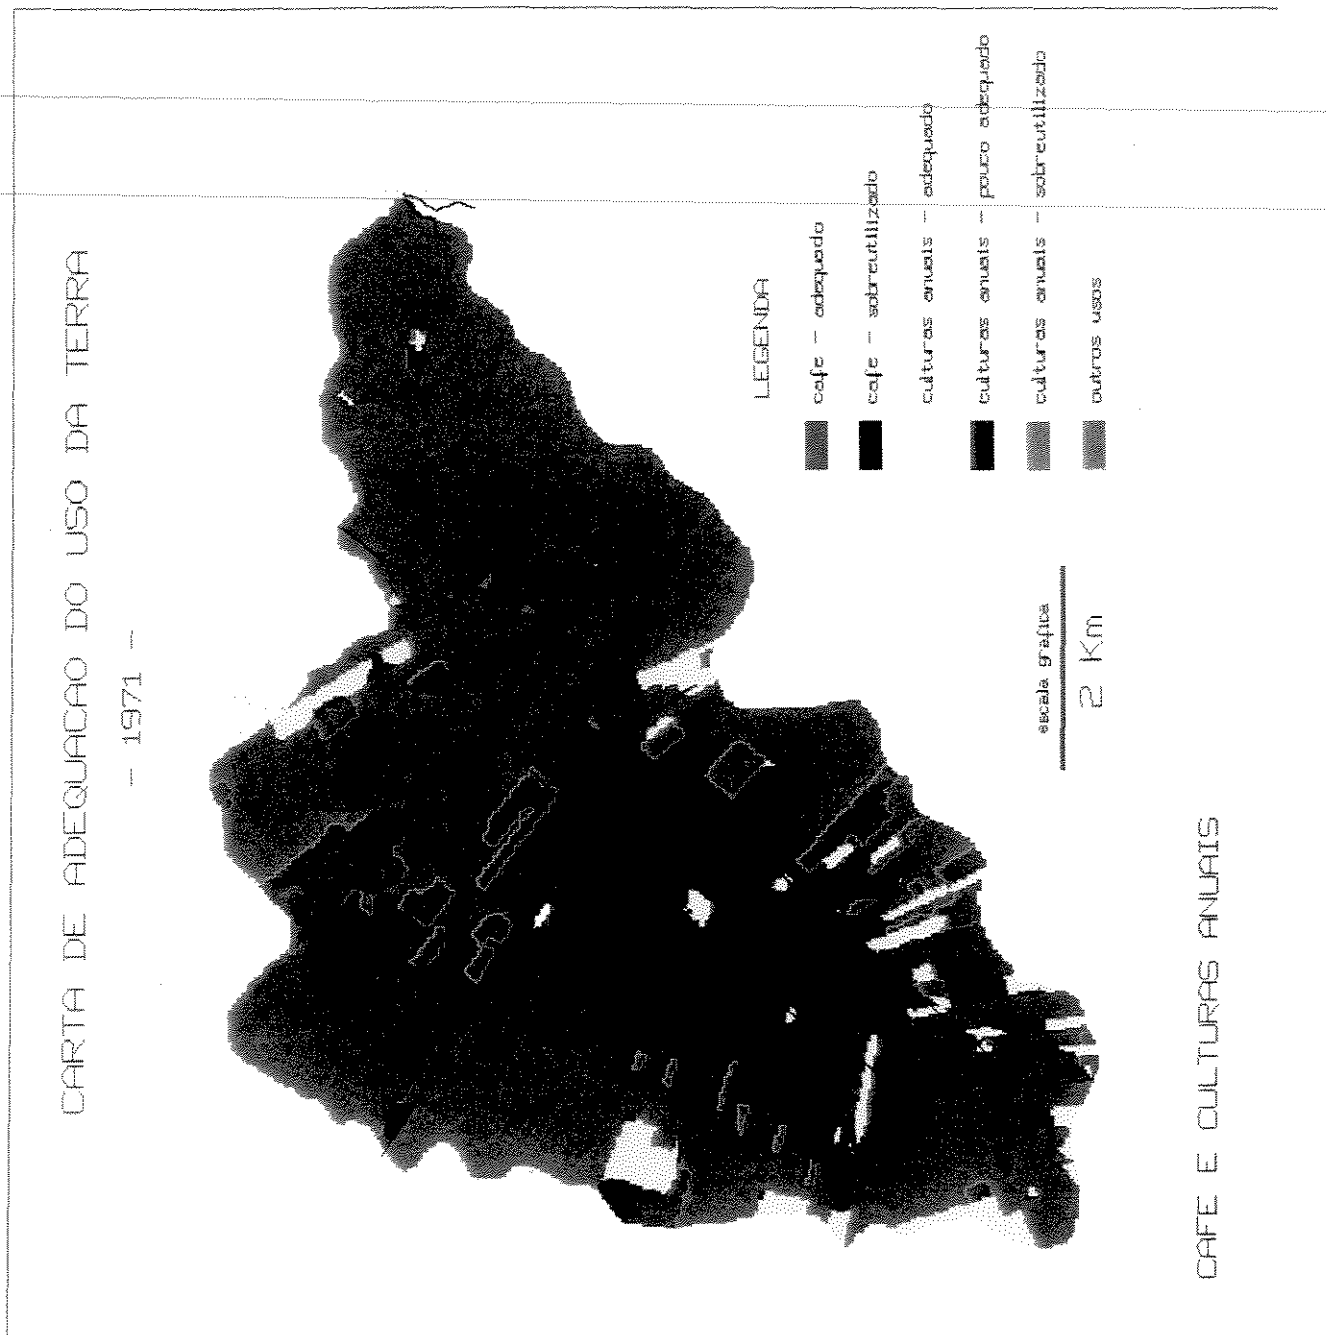 CARTA DE ADEQUACAO DO USO DA TERRA
- 1971 -
LEGENDA
cafe - adequado
cafe - sobreutilizado
culturas anuais - adequado
culturas anuais - pouco adequado
culturas anuais - sobreutilizado
outros usos
escala grafica
2 Km
CAFE E CULTURAS ANUAIS